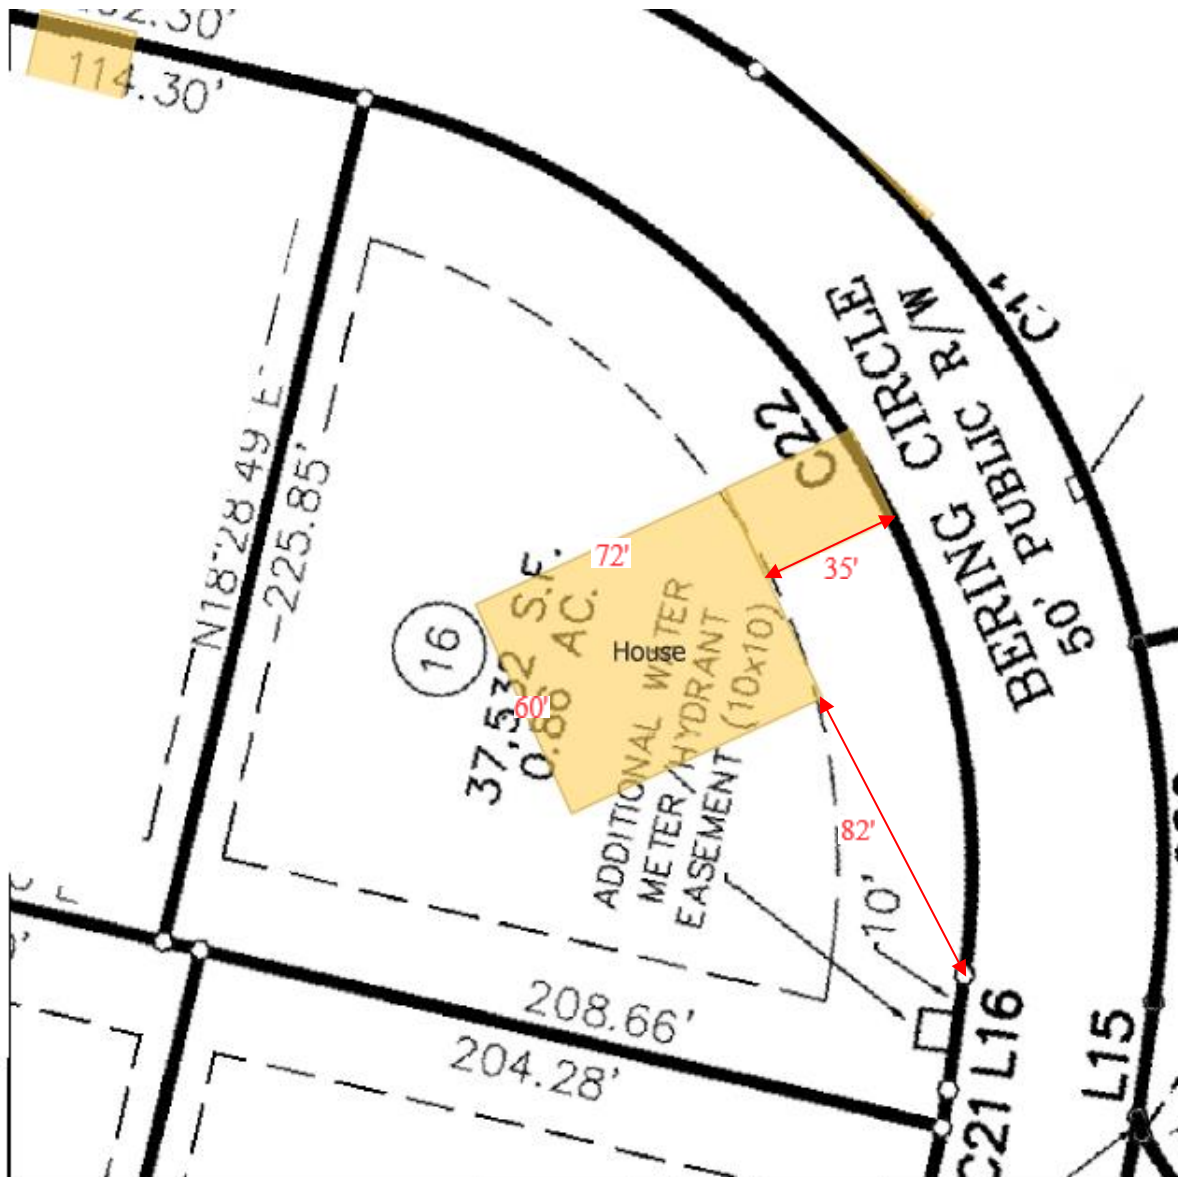 114.30'
C11
BERING CIRCLE
50' PUBLIC R/W
C22
N18°28'49"E
225.85'
72'
35'
16
37,532 S.F.
0.86 AC.
House
60'
ADDITIONAL WATER
METER/HYDRANT
EASEMENT (10x10)
82'
10'
208.66'
204.28'
L16
C21
L15